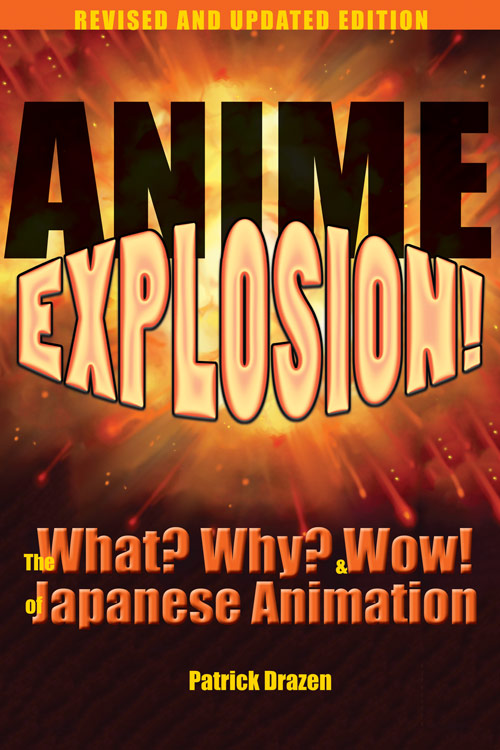 REVISED AND UPDATED EDITION
ANIME
EXPLOSION!
The What? Why? & Wow!
of Japanese Animation
Patrick Drazen